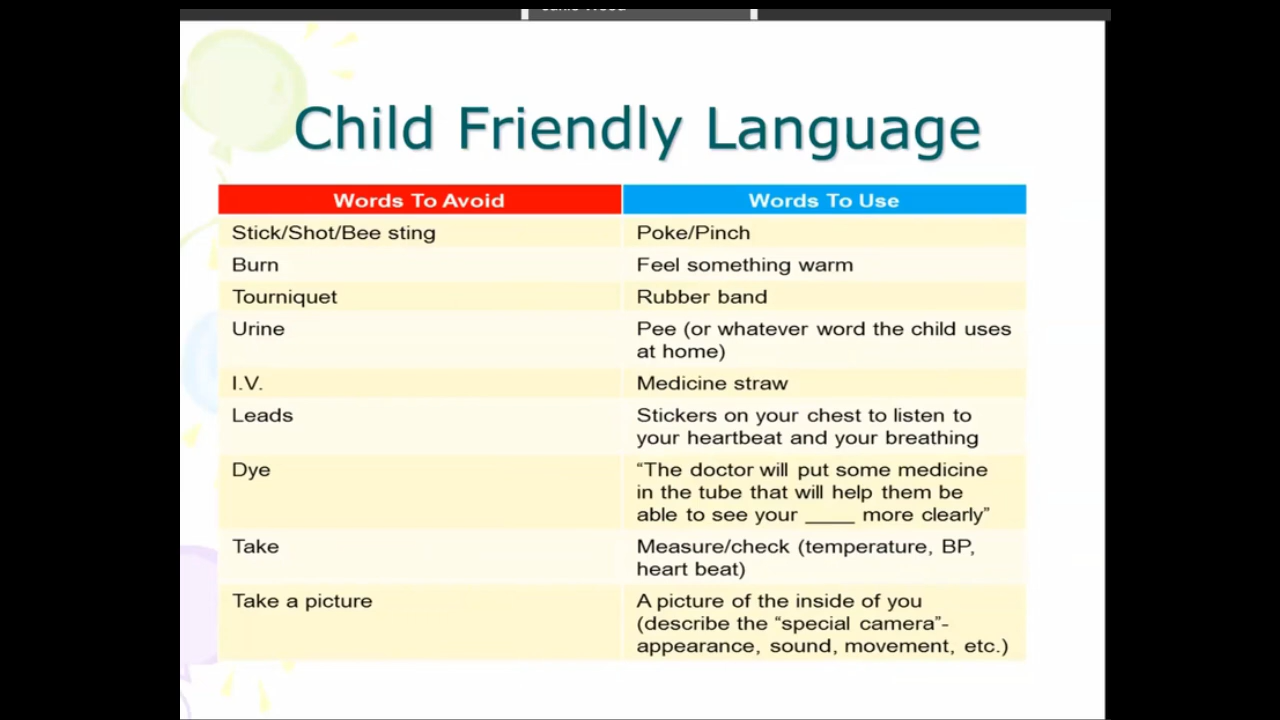 Child Friendly Language
Words To Avoid
Words To Use
Stick/Shot/Bee sting
Poke/Pinch
Burn
Feel something warm
Tourniquet
Rubber band
Urine
Pee (or whatever word the child uses
at home)
I.V.
Medicine straw
Leads
Stickers on your chest to listen to
your heartbeat and your breathing
Dye
“The doctor will put some medicine
in the tube that will help them be
able to see your _____ more clearly”
Take
Measure/check (temperature, BP,
heart beat)
Take a picture
A picture of the inside of you
(describe the “special camera”-
appearance, sound, movement, etc.)